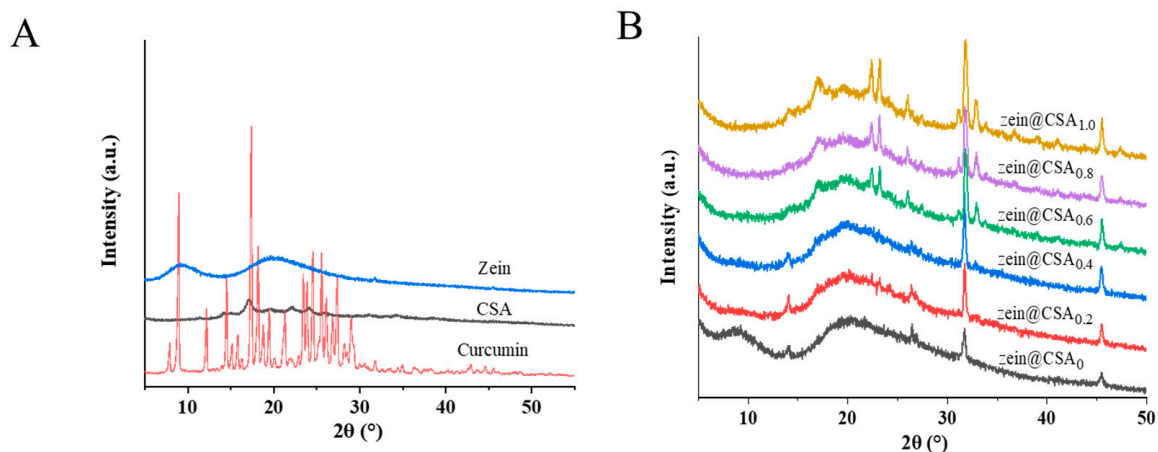 A
Intensity (a.u.)
Zein
CSA
Curcumin
10 20 30 40 50
2θ (°)
B
Intensity (a.u.)
zein@CSA1.0
zein@CSA0.8
zein@CSA0.6
zein@CSA0.4
zein@CSA0.2
zein@CSA0
10 20 30 40 50
2θ (°)